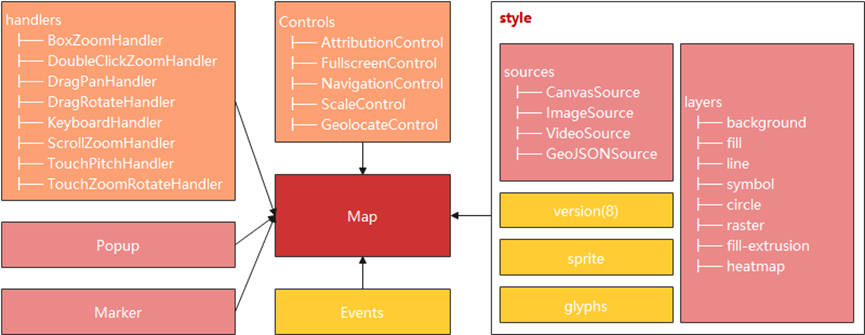 handlers
BoxZoomHandler
DoubleClickZoomHandler
DragPanHandler
DragRotateHandler
KeyboardHandler
ScrollZoomHandler
TouchPitchHandler
TouchZoomRotateHandler
Popup
Marker
Controls
AttributionControl
FullscreenControl
NavigationControl
ScaleControl
GeolocateControl
Map
Events
style
sources
CanvasSource
ImageSource
VideoSource
GeoJSONSource
version(8)
sprite
glyphs
layers
background
fill
line
symbol
circle
raster
fill-extrusion
heatmap